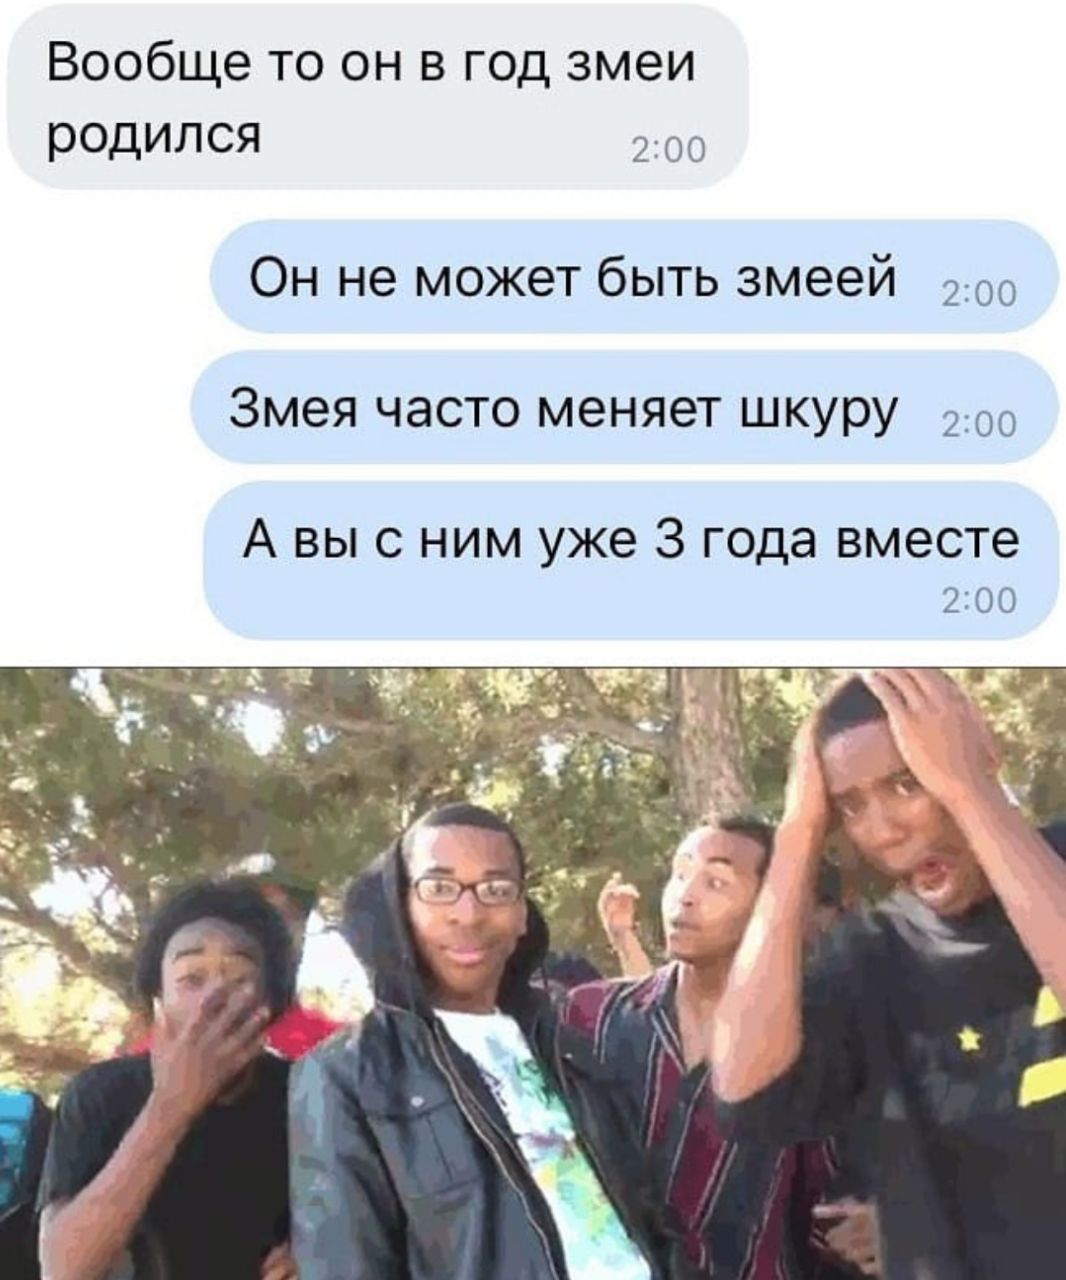 Вообще то он в год змеи
родился
2:00
Он не может быть змеей 2:00
Змея часто меняет шкуру 2:00
А вы с ним уже 3 года вместе
2:00